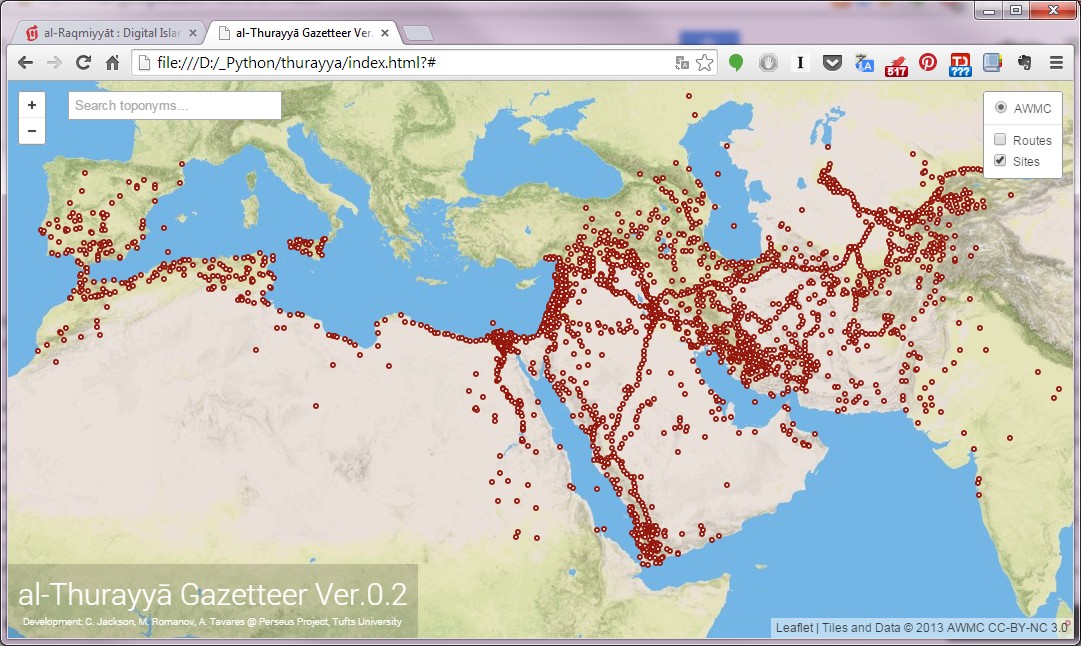 al-Raqmiyyāt : Digital Islar
al-Thurayyā Gazetteer Ver.
file:///D:/_Python/thurayya/index.html?#
I
517
???
+
Search toponyms...
−
AWMC
Routes
Sites
al-Thurayyā Gazetteer Ver.0.2
Development: C. Jackson, M. Romanov, A. Tavares @ Perseus Project, Tufts University
Leaflet | Tiles and Data © 2013 AWMC CC-BY-NC 3.0